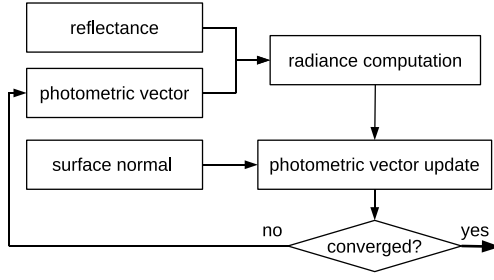 reflectance
photometric vector
radiance computation
surface normal
photometric vector update
no
converged?
yes